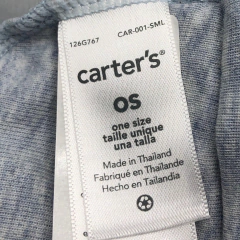 126G767 CAR-001-SML
carter's®
OS
one size
taille unique
una talla
Made in Thailand
Fabriqué en Thaïlande
Hecho en Tailandia